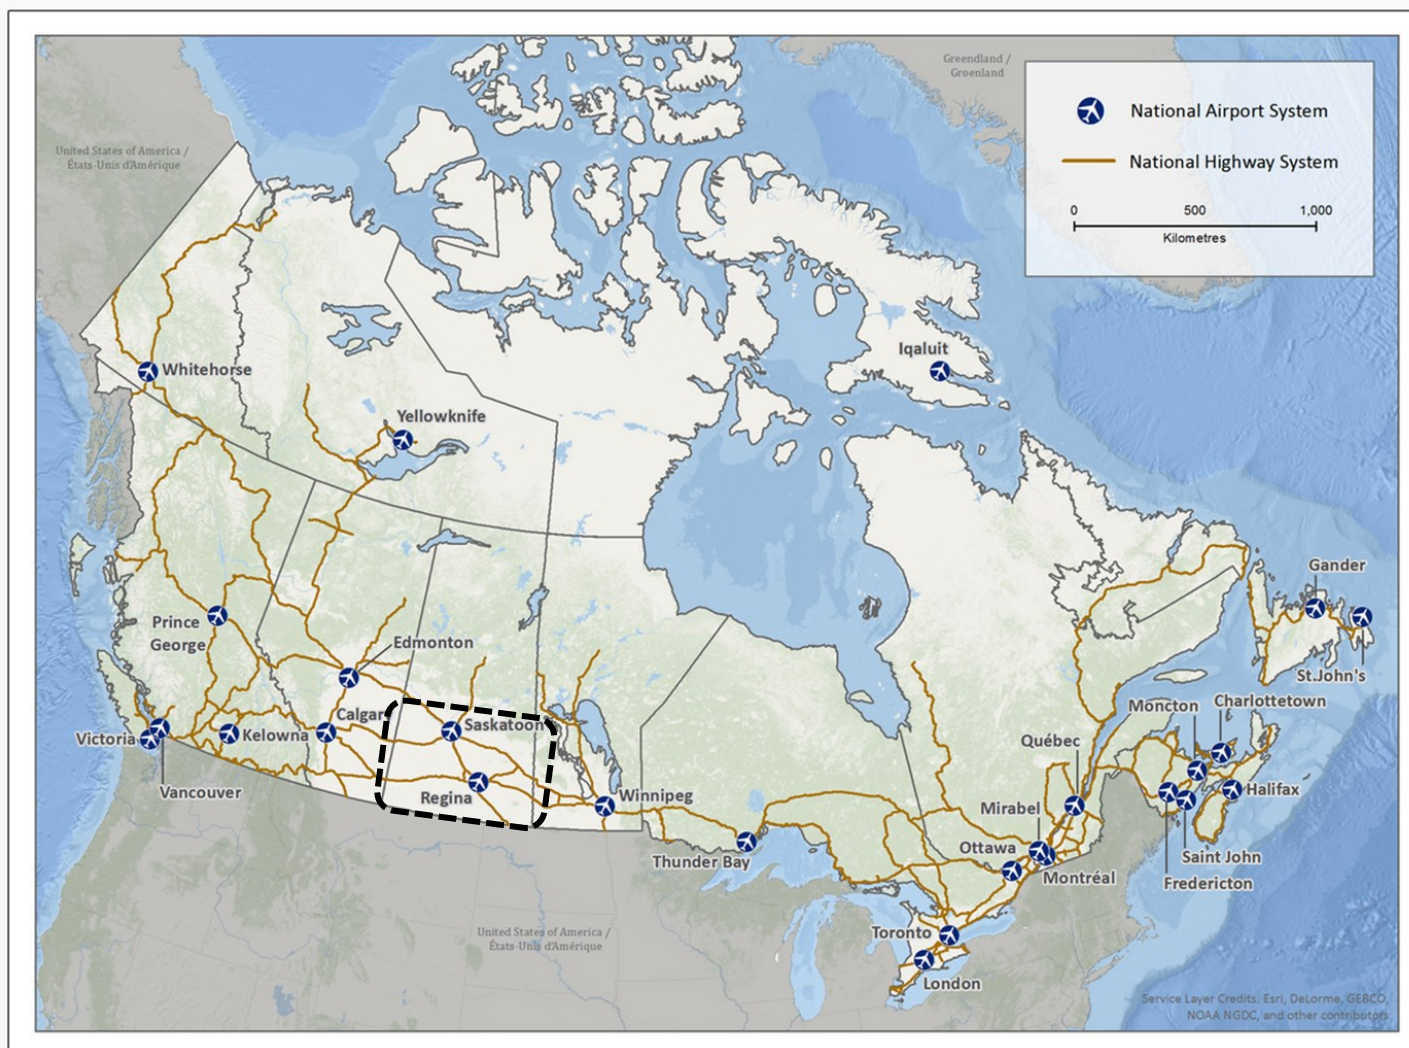 Greendland /
Groenland
National Airport System
National Highway System
0 500 1,000
Kilometres
United States of America /
États-Unis d'Amérique
Whitehorse
Yellowknife
Iqaluit
Gander
St.John's
Prince
George
Edmonton
Calgar
Saskatoon
Victoria
Kelowna
Vancouver
Regina
Winnipeg
Thunder Bay
Moncton
Charlottetown
Québec
Halifax
Mirabel
Ottawa
Montréal
Saint John
Fredericton
Toronto
London
United States of America /
États-Unis d'Amérique
Service Layer Credits: Esri, DeLorme, GEBCO,
NOAA NGDC, and other contributors